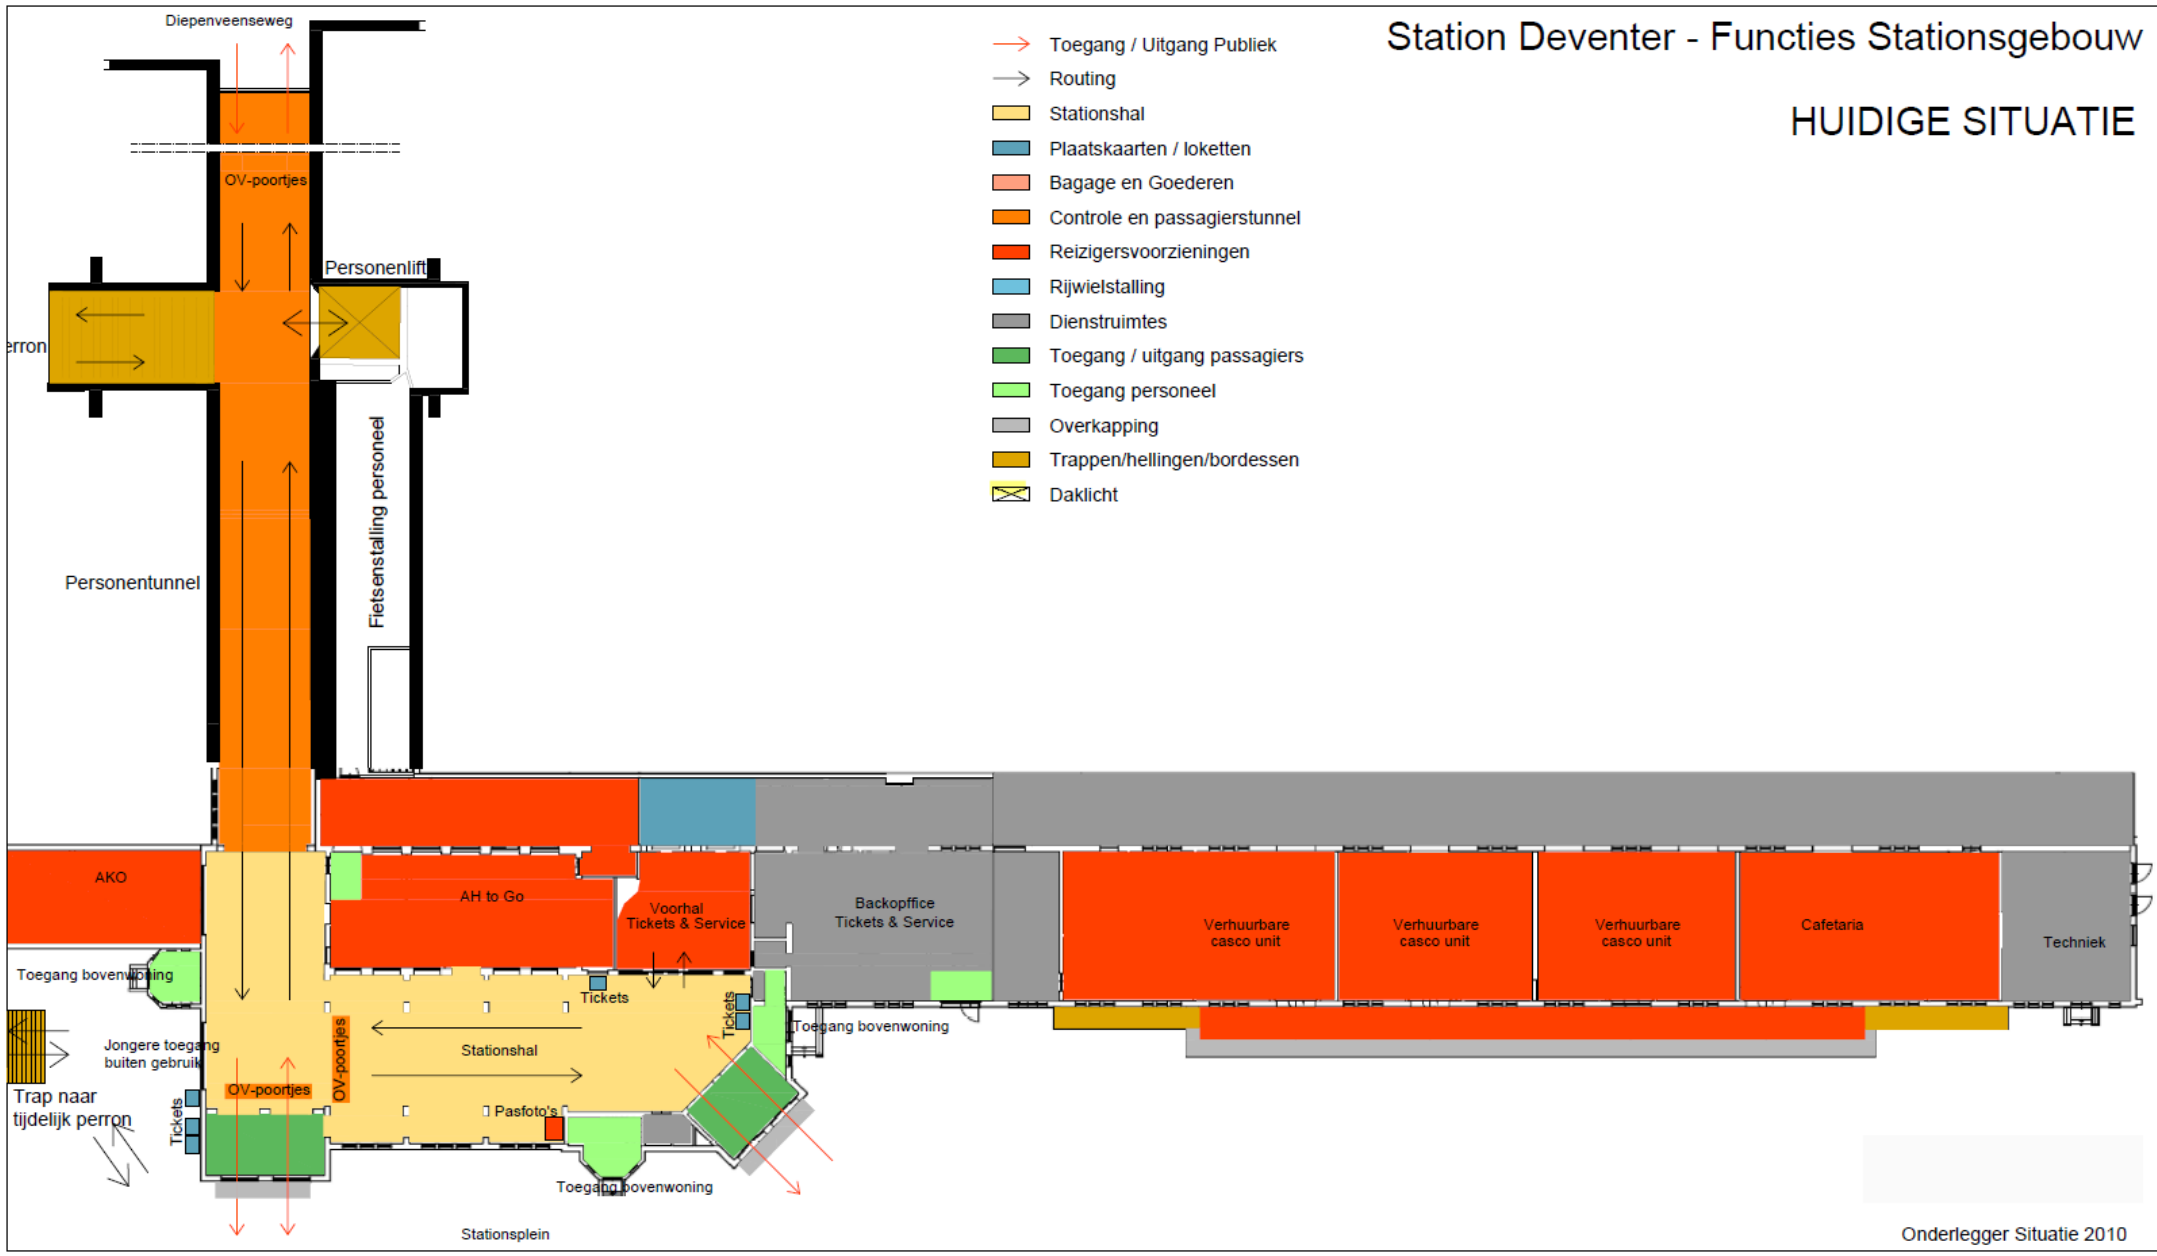 Diepenveenseweg
Station Deventer - Functies Stationsgebouw
HUIDIGE SITUATIE
Toegang / Uitgang Publiek
Routing
Stationshal
Plaatskaarten / loketten
Bagage en Goederen
Controle en passagierstunnel
Reizigersvoorzieningen
Rijwielstalling
Dienstruimtes
Toegang / uitgang passagiers
Toegang personeel
Overkapping
Trappen/hellingen/bordessen
Daklicht
OV-poortjes
Personenlift
erron
Fietsenstalling personeel
Personentunnel
AKO
AH to Go
Voorhal
Tickets & Service
Backopffice
Tickets & Service
Verhuurbare
casco unit
Verhuurbare
casco unit
Verhuurbare
casco unit
Cafetaria
Techniek
Toegang bovenwoning
Tickets
Tickets
Toegang bovenwoning
Jongere toegang
buiten gebruik
OV-poortjes
Stationshal
OV-poortjes
Trap naar
tijdelijk perron
Tickets
Pasfoto's
Toegang bovenwoning
Stationsplein
Onderlegger Situatie 2010